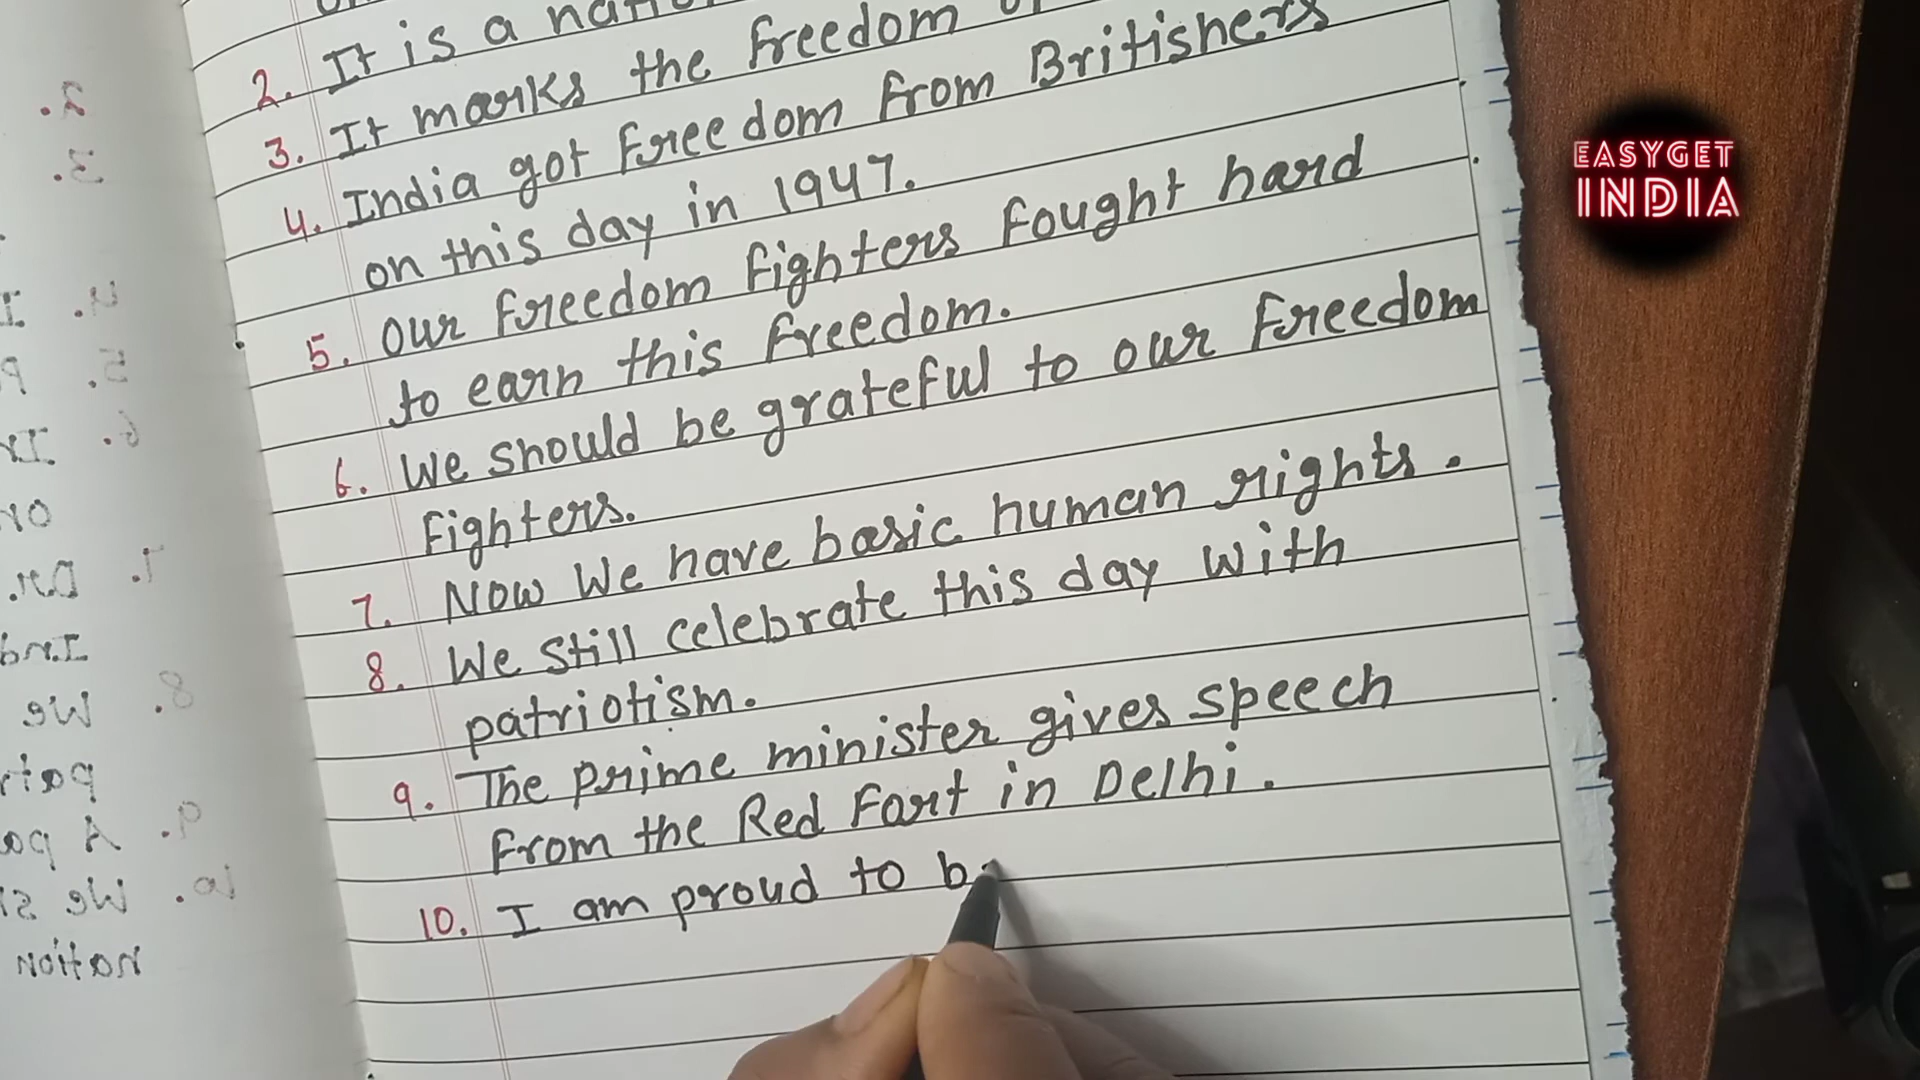 2. It is a
3. It marks the freedom
4. India got freedom from Britishers
on this day in 1947.
5. Our freedom fighters fought hard
to earn this freedom.
6. We should be grateful to our freedom
fighters.
7. Now We have basic human rights.
8. We still celebrate this day with
patriotism.
9. The prime minister gives speech
from the Red Fort in Delhi.
10. I am proud to b
EASYGET
INDIA